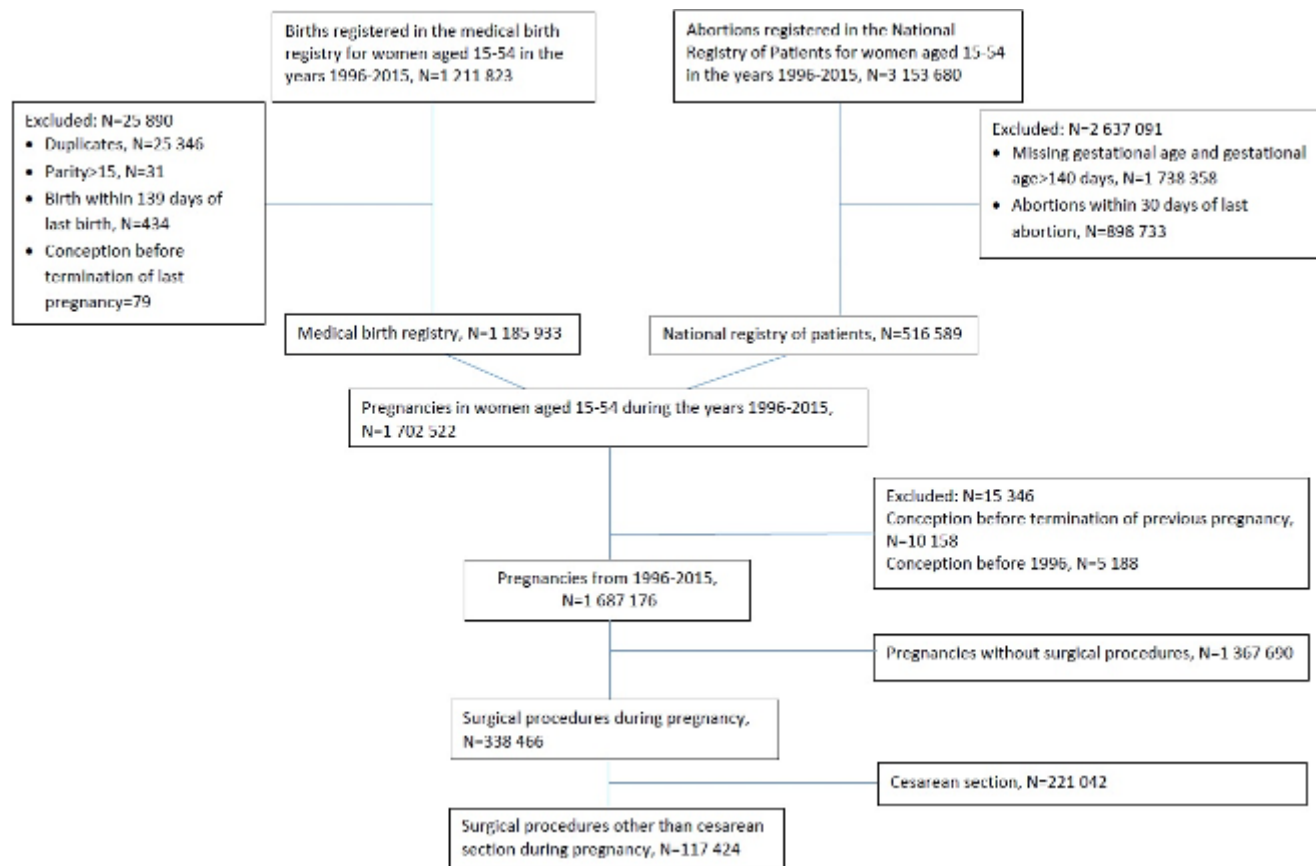 Births registered in the medical birth
registry for women aged 15-54 in the
years 1996-2015, N=1 211 823
Abortions registered in the National
Registry of Patients for women aged 15-54
in the years 1996-2015, N=3 153 680
Excluded: N=25 890
• Duplicates, N=25 346
• Parity>15, N=31
• Birth within 139 days of
last birth, N=434
• Conception before
termination of last
pregnancy=79
Excluded: N=2 637 091
• Missing gestational age and gestational
age>140 days, N=1 738 358
• Abortions within 30 days of last
abortion, N=898 733
Medical birth registry, N=1 185 933
National registry of patients, N=516 589
Pregnancies in women aged 15-54 during the years 1996-2015,
N=1 702 522
Excluded: N=15 346
Conception before termination of previous pregnancy,
N=10 158
Conception before 1996, N=5 188
Pregnancies from 1996-2015,
N=1 687 176
Pregnancies without surgical procedures, N=1 367 690
Surgical procedures during pregnancy,
N=338 466
Cesarean section, N=221 042
Surgical procedures other than cesarean
section during pregnancy, N=117 424